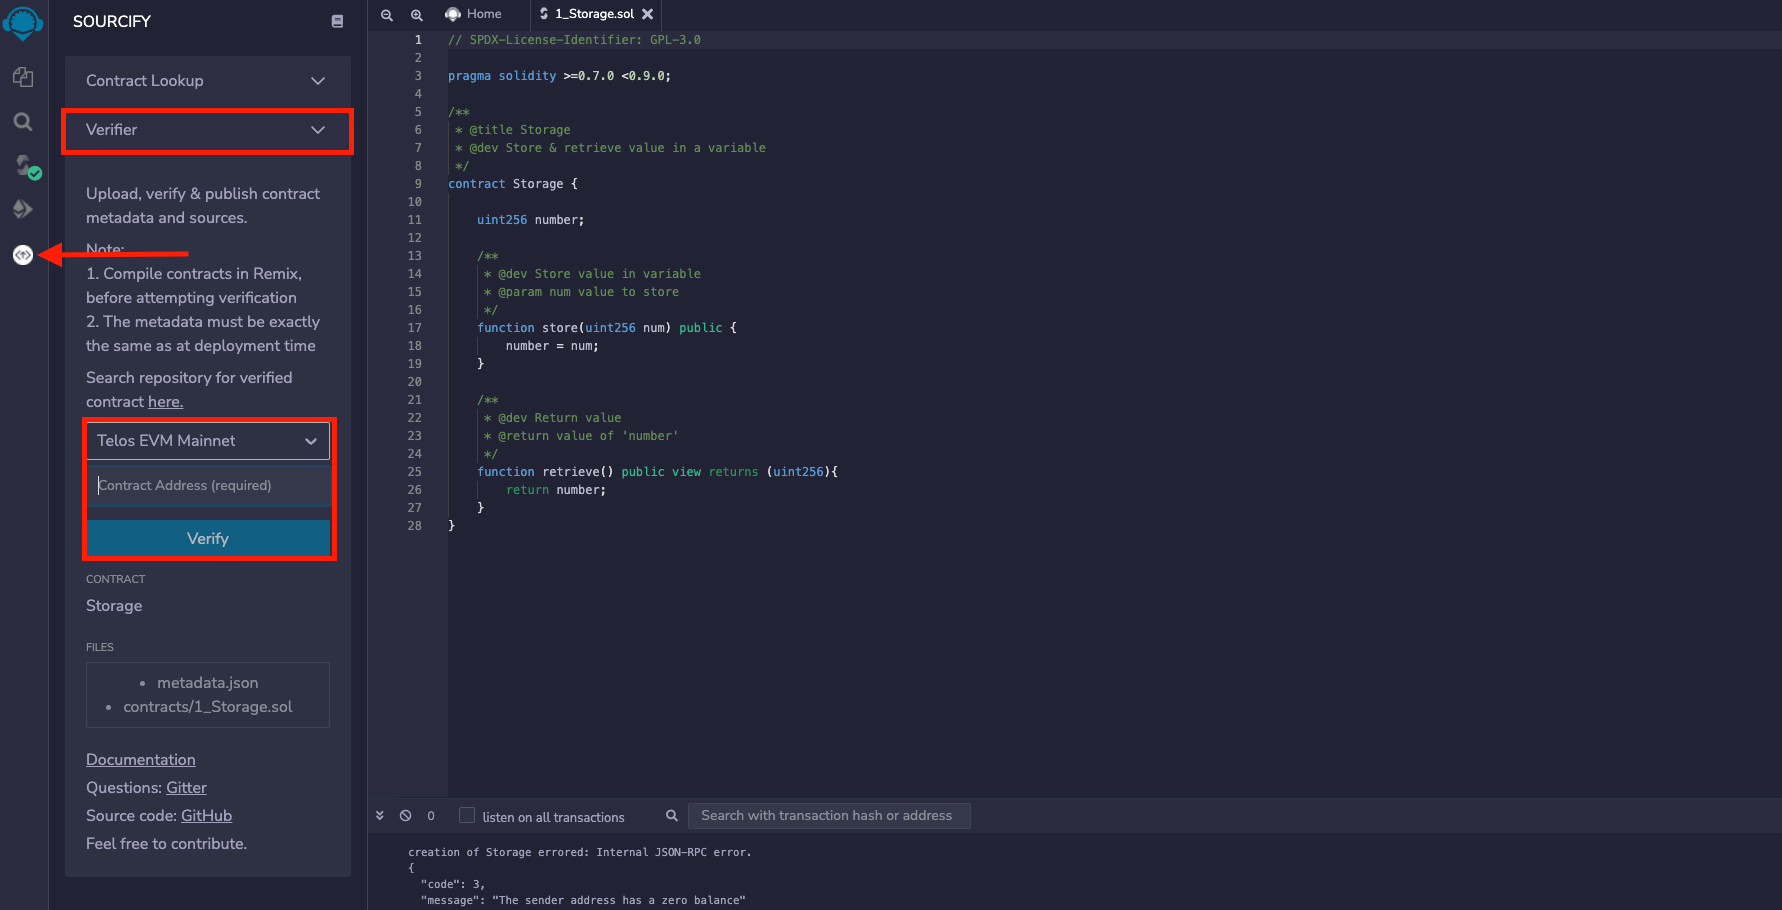 SOURCIFY
Contract Lookup
Verifier
Upload, verify & publish contract
metadata and sources.
Note:
1. Compile contracts in Remix,
before attempting verification
2. The metadata must be exactly
the same as at deployment time
Search repository for verified
contract here.
Telos EVM Mainnet
Contract Address (required)
Verify
CONTRACT
Storage
FILES
• metadata.json
• contracts/1_Storage.sol
Documentation
Questions: Gitter
Source code: GitHub
Feel free to contribute.
Home
1_Storage.sol
1 // SPDX-License-Identifier: GPL-3.0
2
3 pragma solidity >=0.7.0 <0.9.0;
4
5 /**
6 * @title Storage
7 * @dev Store & retrieve value in a variable
8 */
9 contract Storage {
10
11 uint256 number;
12
13 /**
14 * @dev Store value in variable
15 * @param num value to store
16 */
17 function store(uint256 num) public {
18 number = num;
19 }
20
21 /**
22 * @dev Return value
23 * @return value of 'number'
24 */
25 function retrieve() public view returns (uint256){
26 return number;
27 }
28 }
0
listen on all transactions
Search with transaction hash or address
creation of Storage errored: Internal JSON-RPC error.
{
"code": 3,
"message": "The sender address has a zero balance"